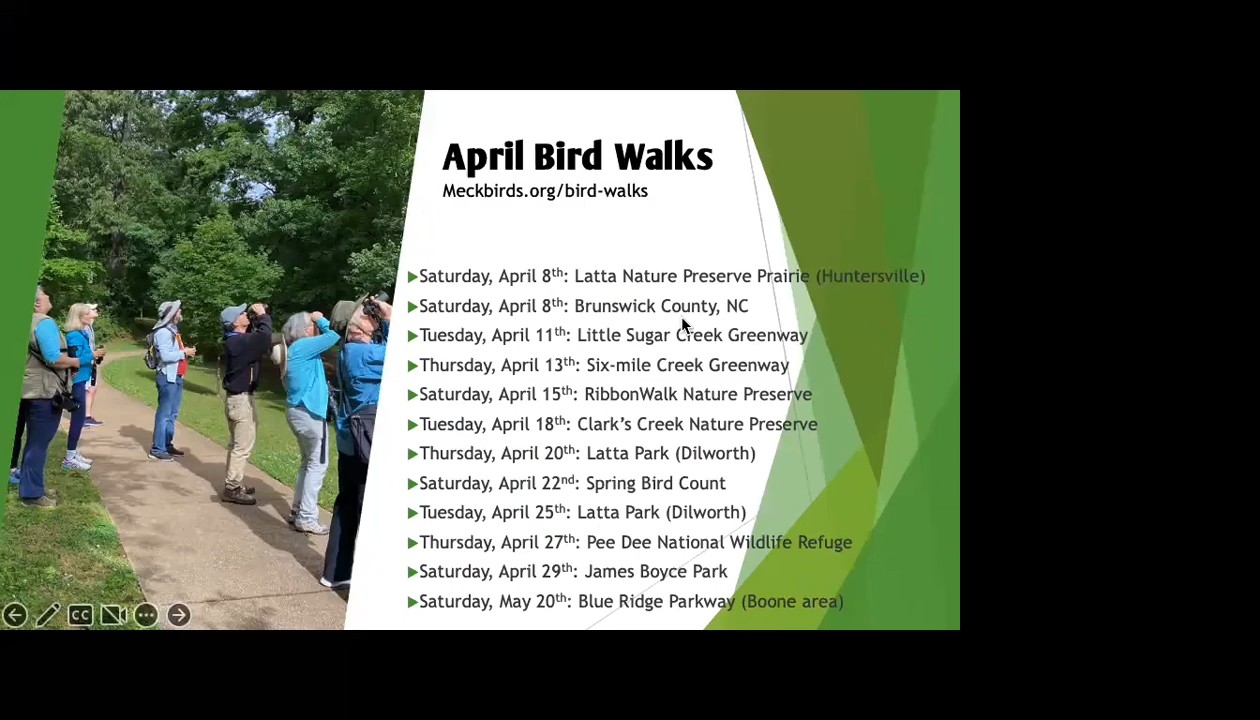 April Bird Walks
Meckbirds.org/bird-walks
▶Saturday, April 8th: Latta Nature Preserve Prairie (Huntersville)
▶Saturday, April 8th: Brunswick County, NC
▶Tuesday, April 11th: Little Sugar Creek Greenway
▶Thursday, April 13th: Six-mile Creek Greenway
▶Saturday, April 15th: RibbonWalk Nature Preserve
▶Tuesday, April 18th: Clark’s Creek Nature Preserve
▶Thursday, April 20th: Latta Park (Dilworth)
▶Saturday, April 22nd: Spring Bird Count
▶Tuesday, April 25th: Latta Park (Dilworth)
▶Thursday, April 27th: Pee Dee National Wildlife Refuge
▶Saturday, April 29th: James Boyce Park
▶Saturday, May 20th: Blue Ridge Parkway (Boone area)
CC